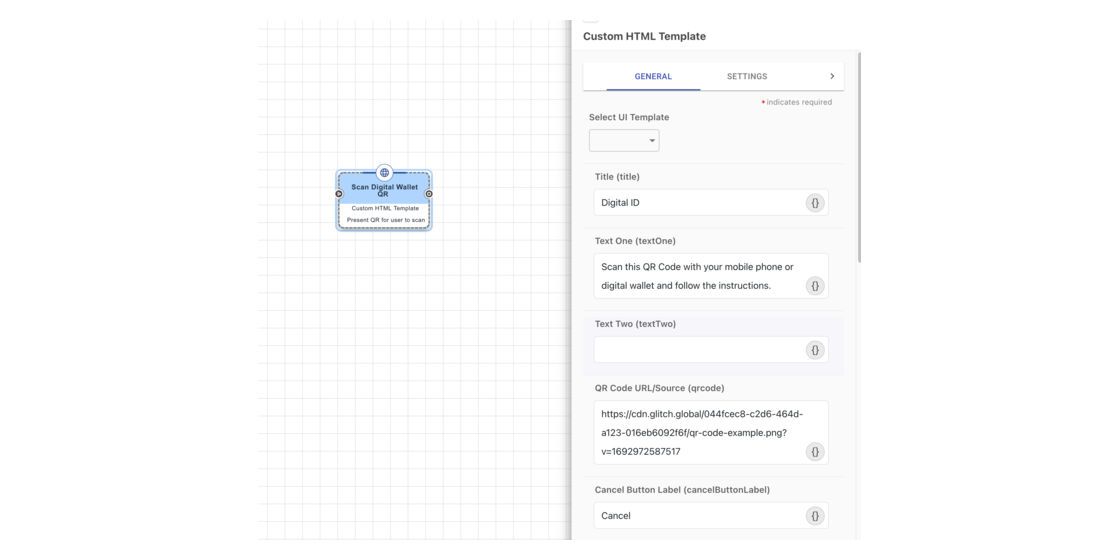 Custom HTML Template
GENERAL
SETTINGS
* indicates required
Select UI Template
Title (title)
Digital ID
{}
Text One (textOne)
Scan this QR Code with your mobile phone or
digital wallet and follow the instructions.
{}
Text Two (textTwo)
{}
QR Code URL/Source (qrcode)
https://cdn.glitch.global/044fcec8-c2d6-464d-
a123-016eb6092f6f/qr-code-example.png?
v=1692972587517
{}
Cancel Button Label (cancelButtonLabel)
Cancel
{}
Scan Digital Wallet
QR
Custom HTML Template
Present QR for user to scan